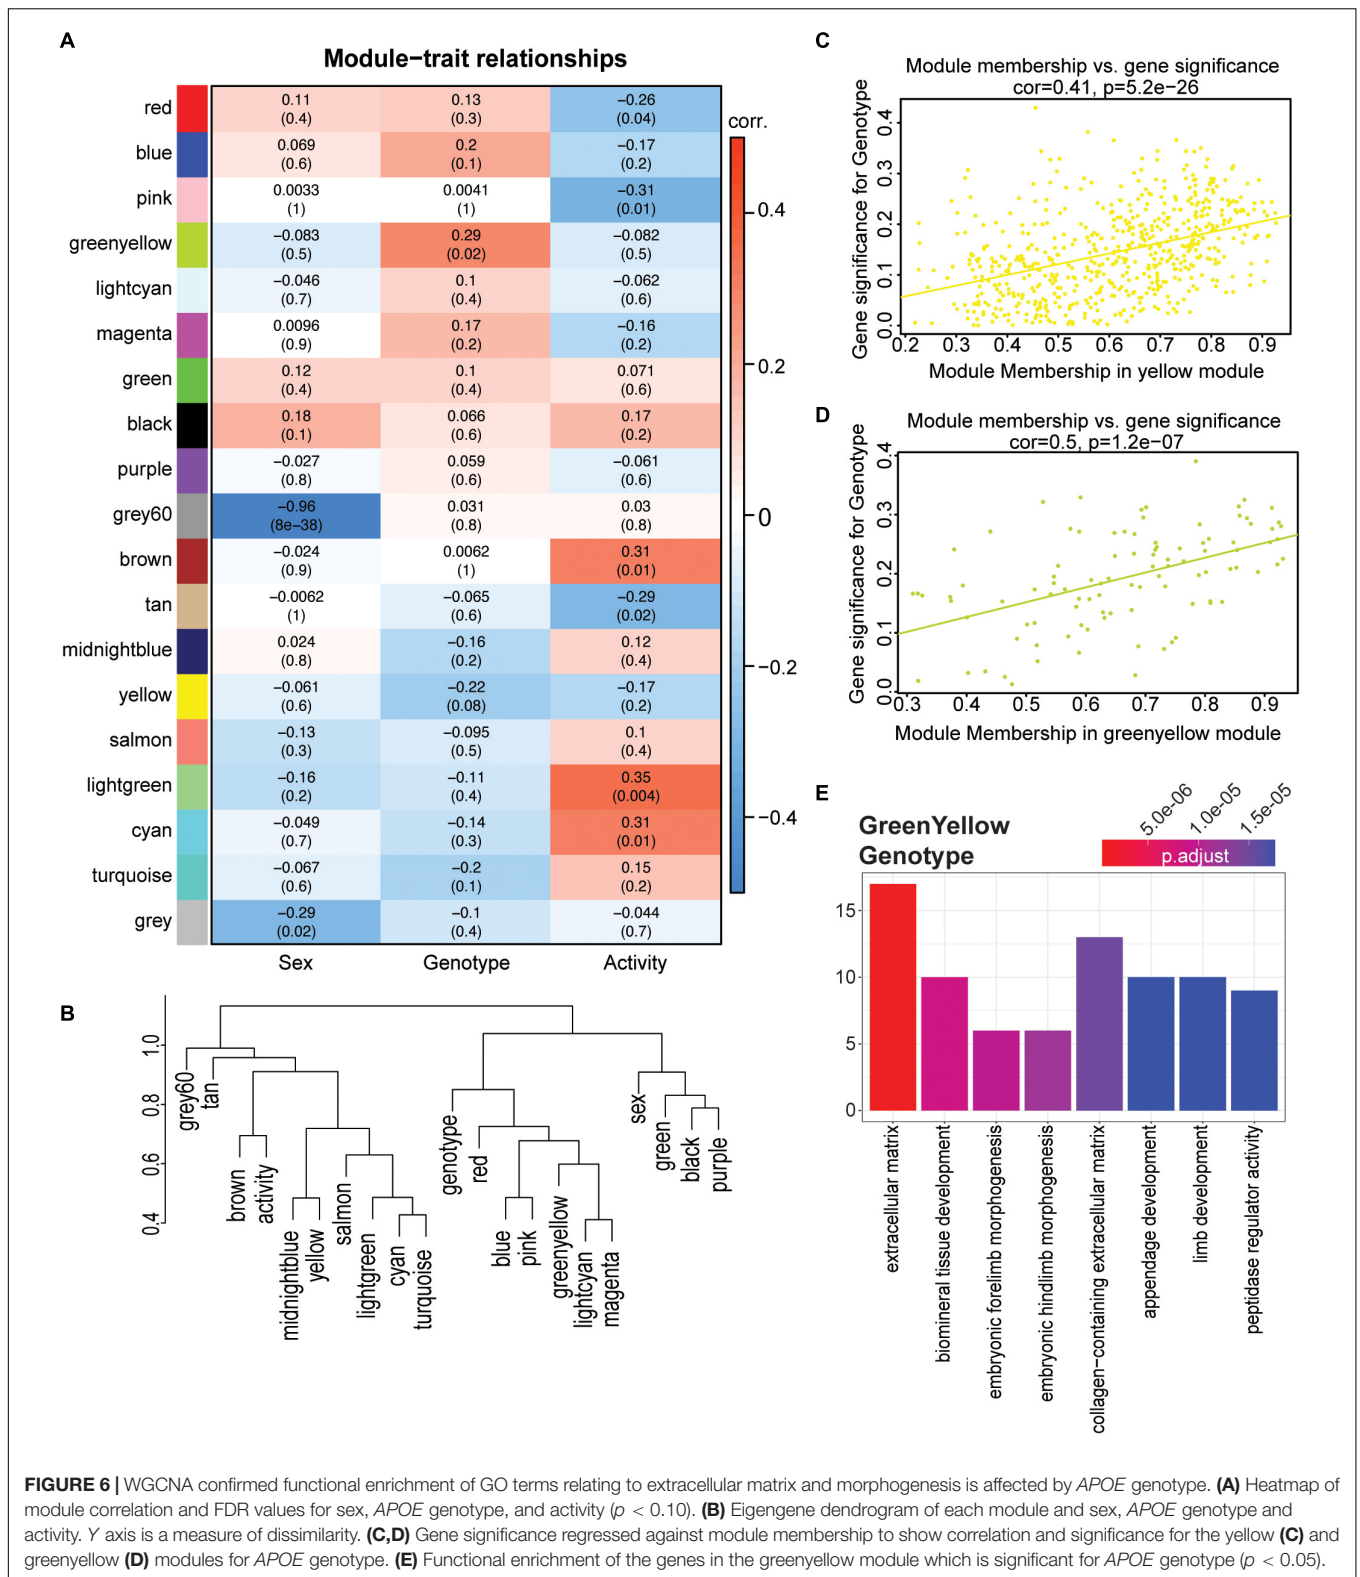 A
Module−trait relationships
red 0.11 0.13 −0.26
(0.4) (0.3) (0.04)
blue 0.069 0.2 −0.17
(0.6) (0.1) (0.2)
pink 0.0033 0.0041 −0.31
(1) (1) (0.01)
greenyellow −0.083 0.29 −0.082
(0.5) (0.02) (0.5)
lightcyan −0.046 0.1 −0.062
(0.7) (0.4) (0.6)
magenta 0.0096 0.17 −0.16
(0.9) (0.2) (0.2)
green 0.12 0.1 0.071
(0.4) (0.4) (0.6)
black 0.18 0.066 0.17
(0.1) (0.6) (0.2)
purple −0.027 0.059 −0.061
(0.8) (0.6) (0.6)
grey60 −0.96 0.031 0.03
(8e−38) (0.8) (0.8)
brown −0.024 0.0062 0.31
(0.9) (1) (0.01)
tan −0.0062 −0.065 −0.29
(1) (0.6) (0.02)
midnightblue 0.024 −0.16 0.12
(0.8) (0.2) (0.4)
yellow −0.061 −0.22 −0.17
(0.6) (0.08) (0.2)
salmon −0.13 −0.095 0.1
(0.3) (0.5) (0.4)
lightgreen −0.16 −0.11 0.35
(0.2) (0.4) (0.004)
cyan −0.049 −0.14 0.31
(0.7) (0.3) (0.01)
turquoise −0.067 −0.2 0.15
(0.6) (0.1) (0.2)
grey −0.29 −0.1 −0.044
(0.02) (0.4) (0.7)
Sex Genotype Activity
corr.
0.4
0.2
0
−0.2
−0.4
B
1.0
0.8
0.6
0.4
grey60
tan
brown
activity
midnightblue
yellow
salmon
lightgreen
cyan
turquoise
genotype
red
blue
pink
greenyellow
lightcyan
magenta
sex
green
black
purple
C
Module membership vs. gene significance
cor=0.41, p=5.2e−26
Gene significance for Genotype
0.0 0.1 0.2 0.3 0.4
0.2 0.3 0.4 0.5 0.6 0.7 0.8 0.9
Module Membership in yellow module
D
Module membership vs. gene significance
cor=0.5, p=1.2e−07
Gene significance for Genotype
0.0 0.1 0.2 0.3 0.4
0.3 0.4 0.5 0.6 0.7 0.8 0.9
Module Membership in greenyellow module
E
GreenYellow
Genotype
5.0e-06 1.0e-05 1.5e-05
p.adjust
15
10
5
0
extracellular matrix
biomineral tissue development
embryonic forelimb morphogenesis
embryonic hindlimb morphogenesis
collagen−containing extracellular matrix
appendage development
limb development
peptidase regulator activity
FIGURE 6 | WGCNA confirmed functional enrichment of GO terms relating to extracellular matrix and morphogenesis is affected by APOE genotype. (A) Heatmap of
module correlation and FDR values for sex, APOE genotype, and activity (p < 0.10). (B) Eigengene dendrogram of each module and sex, APOE genotype and
activity. Y axis is a measure of dissimilarity. (C,D) Gene significance regressed against module membership to show correlation and significance for the yellow (C) and
greenyellow (D) modules for APOE genotype. (E) Functional enrichment of the genes in the greenyellow module which is significant for APOE genotype (p < 0.05).